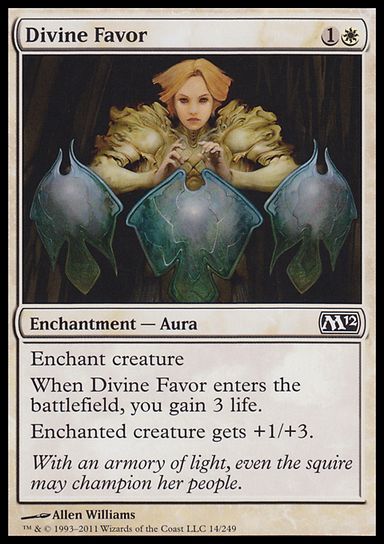 Divine Favor 1
Enchantment — Aura M12
Enchant creature
When Divine Favor enters the
battlefield, you gain 3 life.
Enchanted creature gets +1/+3.
With an armory of light, even the squire
may champion her people.
Allen Williams
™ & © 1993–2011 Wizards of the Coast LLC 14/249